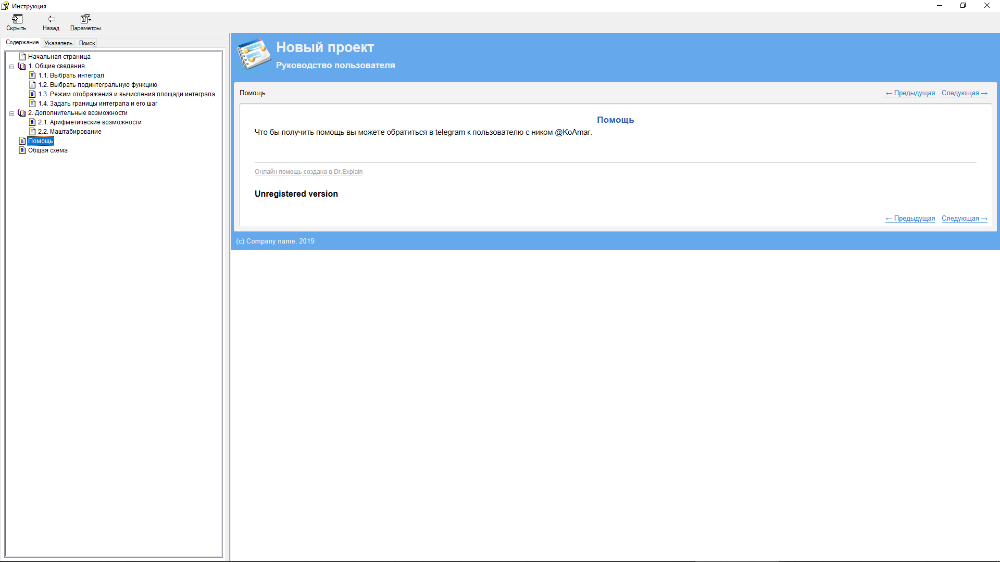 Инструкция
Скрыть
Назад
Параметры
Содержание
Указатель
Поиск
Начальная страница
1. Общие сведения
1.1. Выбрать интеграл
1.2. Выбрать подинтегральную функцию
1.3. Режим отображения и вычисления площади интеграла
1.4. Задать границы интеграла и его шаг
2. Дополнительные возможности
2.1. Арифметические возможности
2.2. Маштабирование
Помощь
Общая схема
Новый проект
Руководство пользователя
Помощь
← Предыдущая Следующая →
Помощь
Что бы получить помощь вы можете обратиться в telegram к пользователю с ником @KoAmar.
Онлайн помощь создана в Dr.Explain
Unregistered version
← Предыдущая Следующая →
(c) Company name, 2019